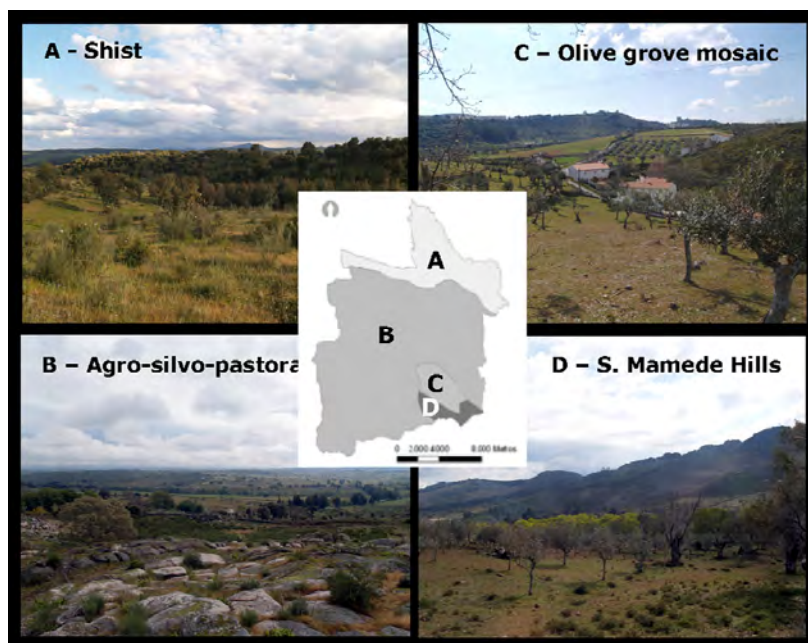 A - Shist
C – Olive grove mosaic
A
B
C
D
0 2.000 4.000 8.000 Metros
B – Agro-silvo-pastora
D – S. Mamede Hills